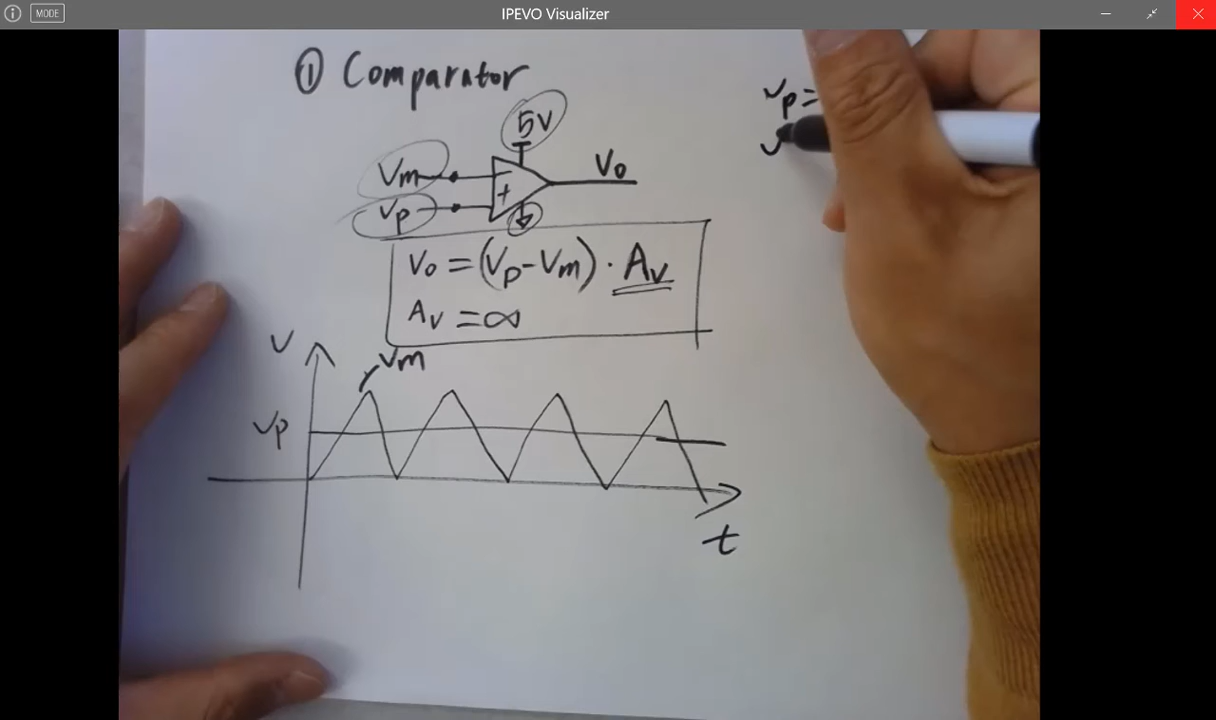 IPEVO Visualizer
MODE
① Comparator
5V
Vm
Vp
-
+
Vo
Vo = (Vp-Vm) · Av
Av = ∞
V
Vm
Vp
t
Vp=
V